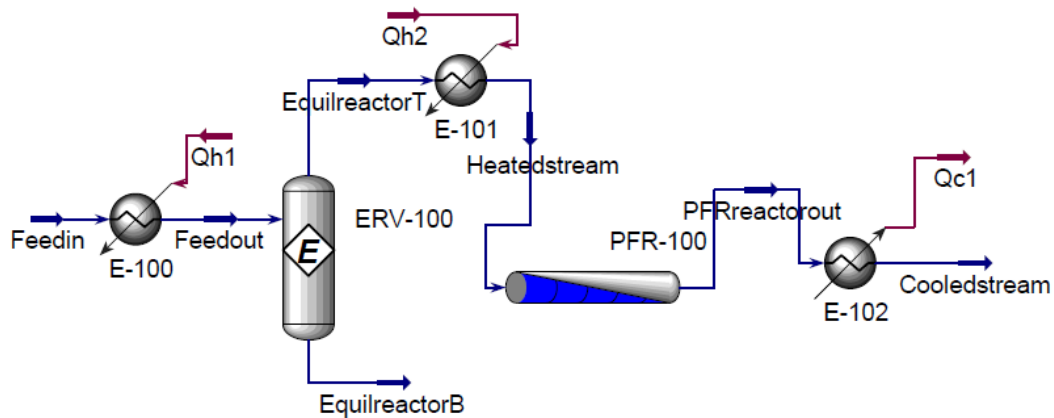 Qh2
EquilreactorT
E-101
Qh1
Heatedstream
Qc1
ERV-100
PFRreactorout
Feedin
Feedout
E
PFR-100
E-100
Cooledstream
E-102
EquilreactorB